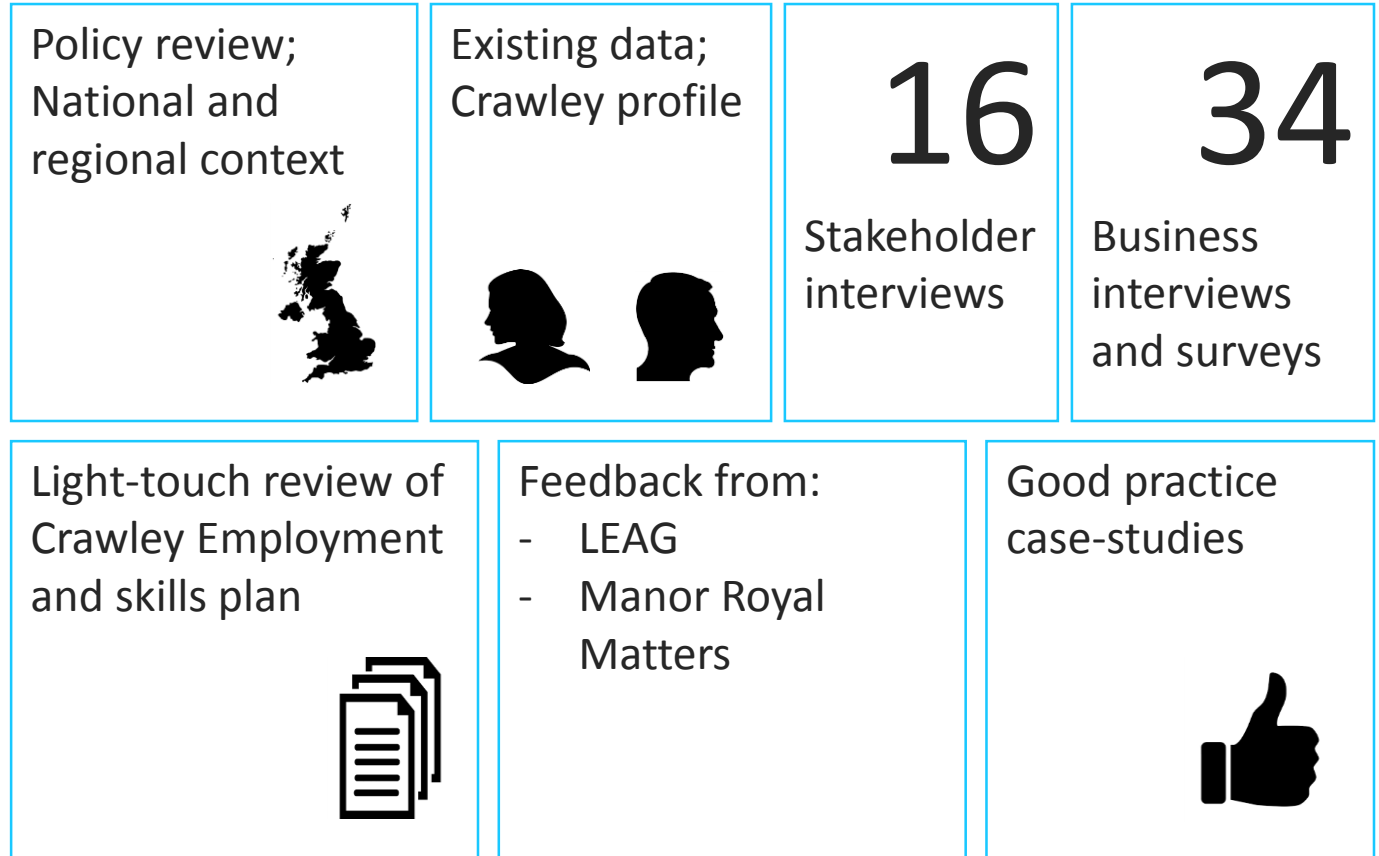 Policy review;
National and
regional context
Existing data;
Crawley profile
16
Stakeholder
interviews
34
Business
interviews
and surveys
Light-touch review of
Crawley Employment
and skills plan
Feedback from:
- LEAG
- Manor Royal
Matters
Good practice
case-studies